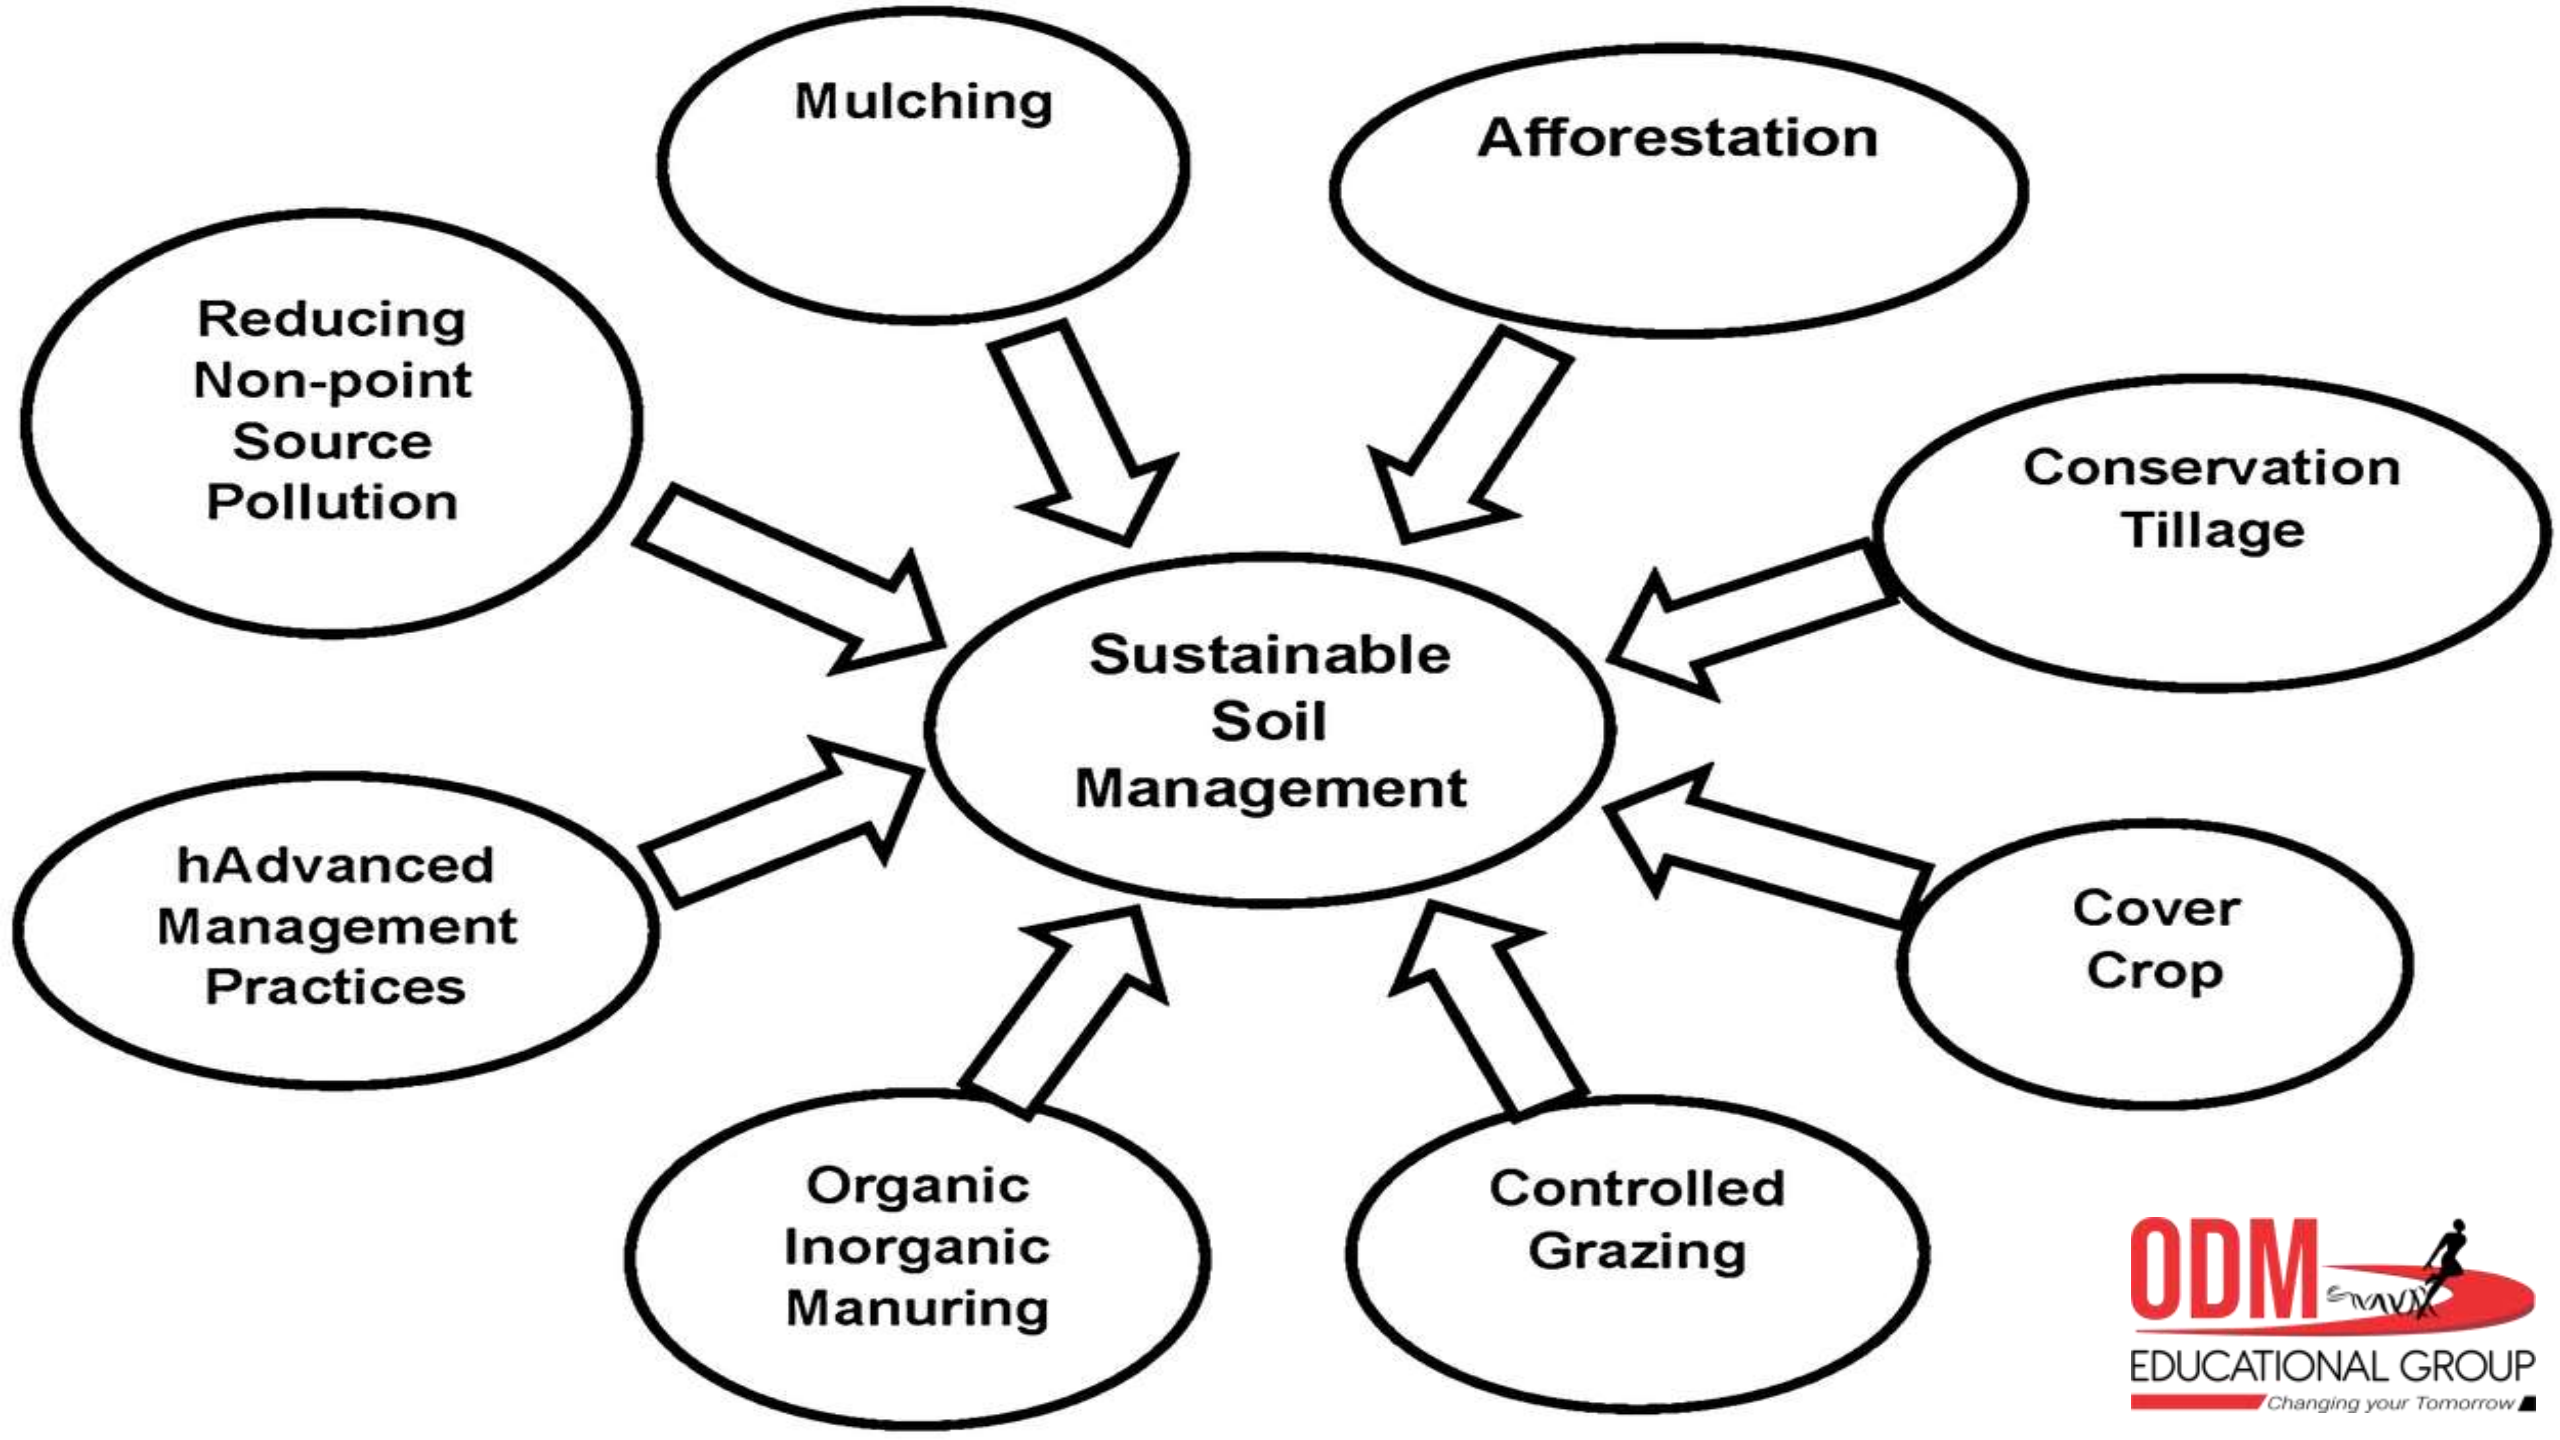 Mulching
Afforestation
Reducing
Non-point
Source
Pollution
Conservation
Tillage
Sustainable
Soil
Management
hAdvanced
Management
Practices
Cover
Crop
Organic
Inorganic
Manuring
Controlled
Grazing
ODM
EDUCATIONAL GROUP
Changing your Tomorrow